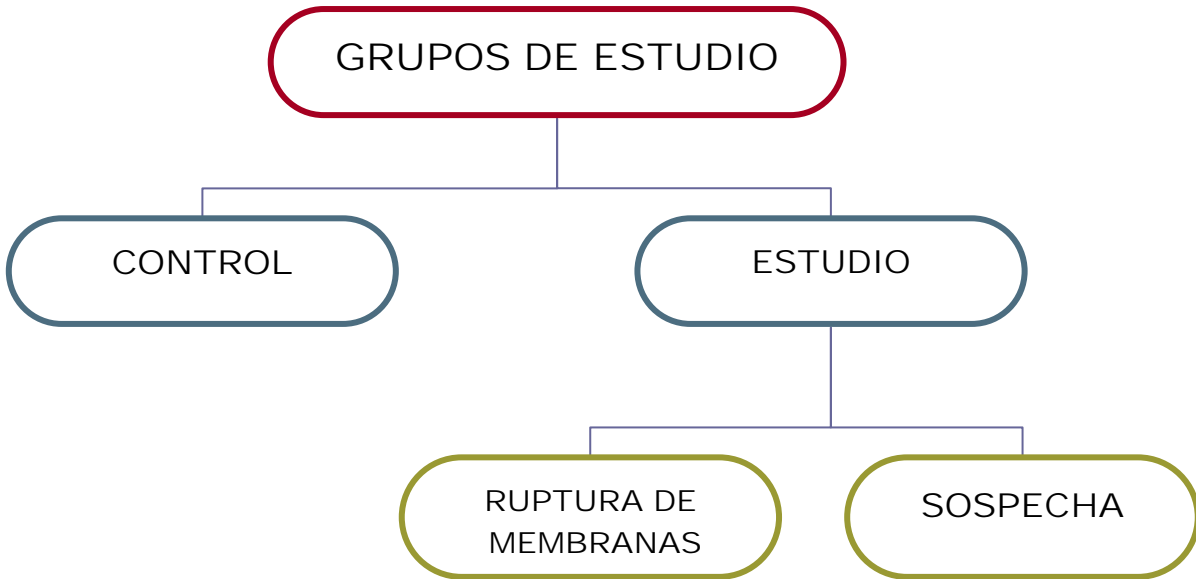 GRUPOS DE ESTUDIO
CONTROL
ESTUDIO
RUPTURA DE
MEMBRANAS
SOSPECHA